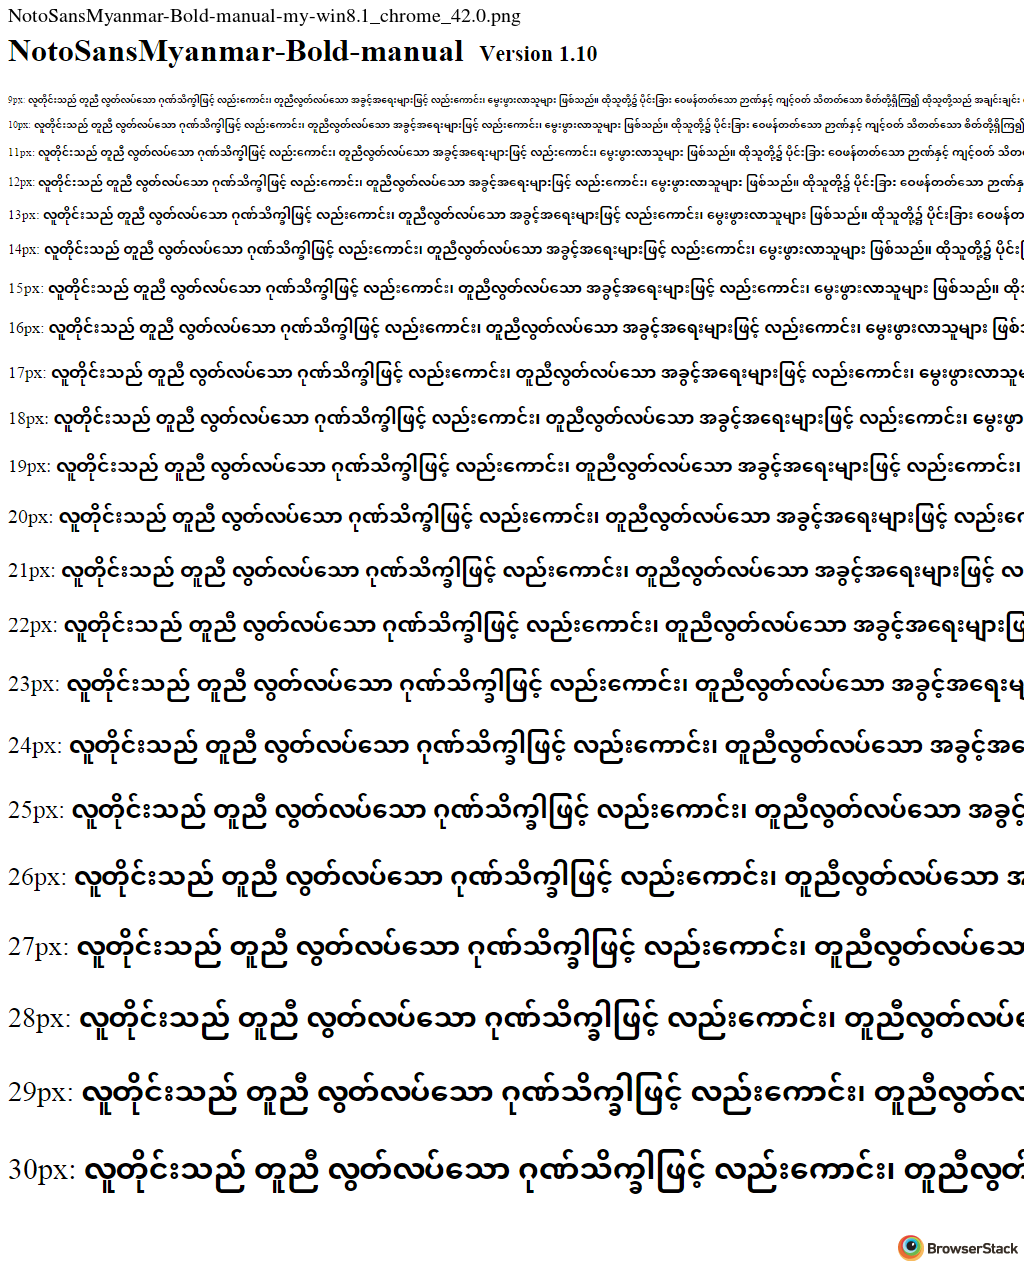 NotoSansMyanmar-Bold-manual-my-win8.1_chrome_42.0.png
NotoSansMyanmar-Bold-manual Version 1.10
9px: လူတိုင်းသည် တူညီ လွတ်လပ်သော ဂုဏ်သိက္ခါဖြင့် လည်းကောင်း၊ တူညီလွတ်လပ်သော အခွင့်အရေးများဖြင့် လည်းကောင်း၊ မွေးဖွားလာသူများ ဖြစ်သည်။ ထိုသူတို့၌ ပိုင်းခြား ဝေဖန်တတ်သော ဉာဏ်နှင့် ကျင့်ဝတ် သိတတ်သော စိတ်တို့ရှိကြ၍ ထိုသူတို့သည် အချင်းချင်း
10px: လူတိုင်းသည် တူညီ လွတ်လပ်သော ဂုဏ်သိက္ခါဖြင့် လည်းကောင်း၊ တူညီလွတ်လပ်သော အခွင့်အရေးများဖြင့် လည်းကောင်း၊ မွေးဖွားလာသူများ ဖြစ်သည်။ ထိုသူတို့၌ ပိုင်းခြား ဝေဖန်တတ်သော ဉာဏ်နှင့် ကျင့်ဝတ် သိတတ်သော စိတ်တို့ရှိကြ၍
11px: လူတိုင်းသည် တူညီ လွတ်လပ်သော ဂုဏ်သိက္ခါဖြင့် လည်းကောင်း၊ တူညီလွတ်လပ်သော အခွင့်အရေးများဖြင့် လည်းကောင်း၊ မွေးဖွားလာသူများ ဖြစ်သည်။ ထိုသူတို့၌ ပိုင်းခြား ဝေဖန်တတ်သော ဉာဏ်နှင့် ကျင့်ဝတ်
12px: လူတိုင်းသည် တူညီ လွတ်လပ်သော ဂုဏ်သိက္ခါဖြင့် လည်းကောင်း၊ တူညီလွတ်လပ်သော အခွင့်အရေးများဖြင့် လည်းကောင်း၊ မွေးဖွားလာသူများ ဖြစ်သည်။ ထိုသူတို့၌ ပိုင်းခြား ဝေဖန်တတ်သော
13px: လူတိုင်းသည် တူညီ လွတ်လပ်သော ဂုဏ်သိက္ခါဖြင့် လည်းကောင်း၊ တူညီလွတ်လပ်သော အခွင့်အရေးများဖြင့် လည်းကောင်း၊ မွေးဖွားလာသူများ ဖြစ်သည်။ ထိုသူတို့၌ ပိုင်းခြား
14px: လူတိုင်းသည် တူညီ လွတ်လပ်သော ဂုဏ်သိက္ခါဖြင့် လည်းကောင်း၊ တူညီလွတ်လပ်သော အခွင့်အရေးများဖြင့် လည်းကောင်း၊ မွေးဖွားလာသူများ ဖြစ်သည်။ ထိုသူတို့၌
15px: လူတိုင်းသည် တူညီ လွတ်လပ်သော ဂုဏ်သိက္ခါဖြင့် လည်းကောင်း၊ တူညီလွတ်လပ်သော အခွင့်အရေးများဖြင့် လည်းကောင်း၊ မွေးဖွားလာသူများ ဖြစ်သည်။
16px: လူတိုင်းသည် တူညီ လွတ်လပ်သော ဂုဏ်သိက္ခါဖြင့် လည်းကောင်း၊ တူညီလွတ်လပ်သော အခွင့်အရေးများဖြင့် လည်းကောင်း၊ မွေးဖွားလာသူများ
17px: လူတိုင်းသည် တူညီ လွတ်လပ်သော ဂုဏ်သိက္ခါဖြင့် လည်းကောင်း၊ တူညီလွတ်လပ်သော အခွင့်အရေးများဖြင့် လည်းကောင်း၊
18px: လူတိုင်းသည် တူညီ လွတ်လပ်သော ဂုဏ်သိက္ခါဖြင့် လည်းကောင်း၊ တူညီလွတ်လပ်သော အခွင့်အရေးများဖြင့် လည်းကောင်း၊ မွေးဖွာ
19px: လူတိုင်းသည် တူညီ လွတ်လပ်သော ဂုဏ်သိက္ခါဖြင့် လည်းကောင်း၊ တူညီလွတ်လပ်သော အခွင့်အရေးများဖြင့် လည်းကောင်း၊
20px: လူတိုင်းသည် တူညီ လွတ်လပ်သော ဂုဏ်သိက္ခါဖြင့် လည်းကောင်း၊ တူညီလွတ်လပ်သော အခွင့်အရေးများဖြင့်
21px: လူတိုင်းသည် တူညီ လွတ်လပ်သော ဂုဏ်သိက္ခါဖြင့် လည်းကောင်း၊ တူညီလွတ်လပ်သော အခွင့်အရေးများဖြင့် လ
22px: လူတိုင်းသည် တူညီ လွတ်လပ်သော ဂုဏ်သိက္ခါဖြင့် လည်းကောင်း၊ တူညီလွတ်လပ်သော အခွင့်အရေးများ
23px: လူတိုင်းသည် တူညီ လွတ်လပ်သော ဂုဏ်သိက္ခါဖြင့် လည်းကောင်း၊ တူညီလွတ်လပ်သော အခွင့်အရေး
24px: လူတိုင်းသည် တူညီ လွတ်လပ်သော ဂုဏ်သိက္ခါဖြင့် လည်းကောင်း၊ တူညီလွတ်လပ်သော အခွင့်အ
25px: လူတိုင်းသည် တူညီ လွတ်လပ်သော ဂုဏ်သိက္ခါဖြင့် လည်းကောင်း၊ တူညီလွတ်လပ်သော အခွင့်
26px: လူတိုင်းသည် တူညီ လွတ်လပ်သော ဂုဏ်သိက္ခါဖြင့် လည်းကောင်း၊ တူညီလွတ်လပ်သော
27px: လူတိုင်းသည် တူညီ လွတ်လပ်သော ဂုဏ်သိက္ခါဖြင့် လည်းကောင်း၊ တူညီလွတ်လပ်သော
28px: လူတိုင်းသည် တူညီ လွတ်လပ်သော ဂုဏ်သိက္ခါဖြင့် လည်းကောင်း၊ တူညီလွတ်လပ်
29px: လူတိုင်းသည် တူညီ လွတ်လပ်သော ဂုဏ်သိက္ခါဖြင့် လည်းကောင်း၊ တူညီလွတ်လ
30px: လူတိုင်းသည် တူညီ လွတ်လပ်သော ဂုဏ်သိက္ခါဖြင့် လည်းကောင်း၊ တူညီလွတ်
BrowserStack